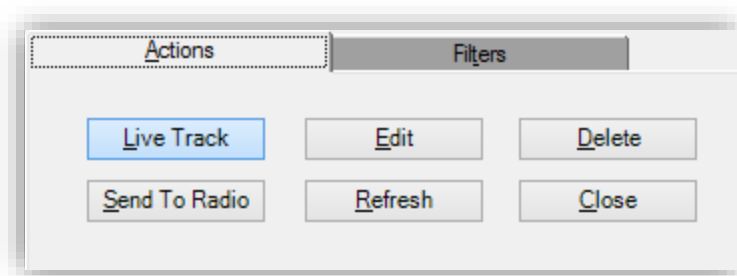 Actions Filters
Live Track Edit Delete
Send To Radio Refresh Close